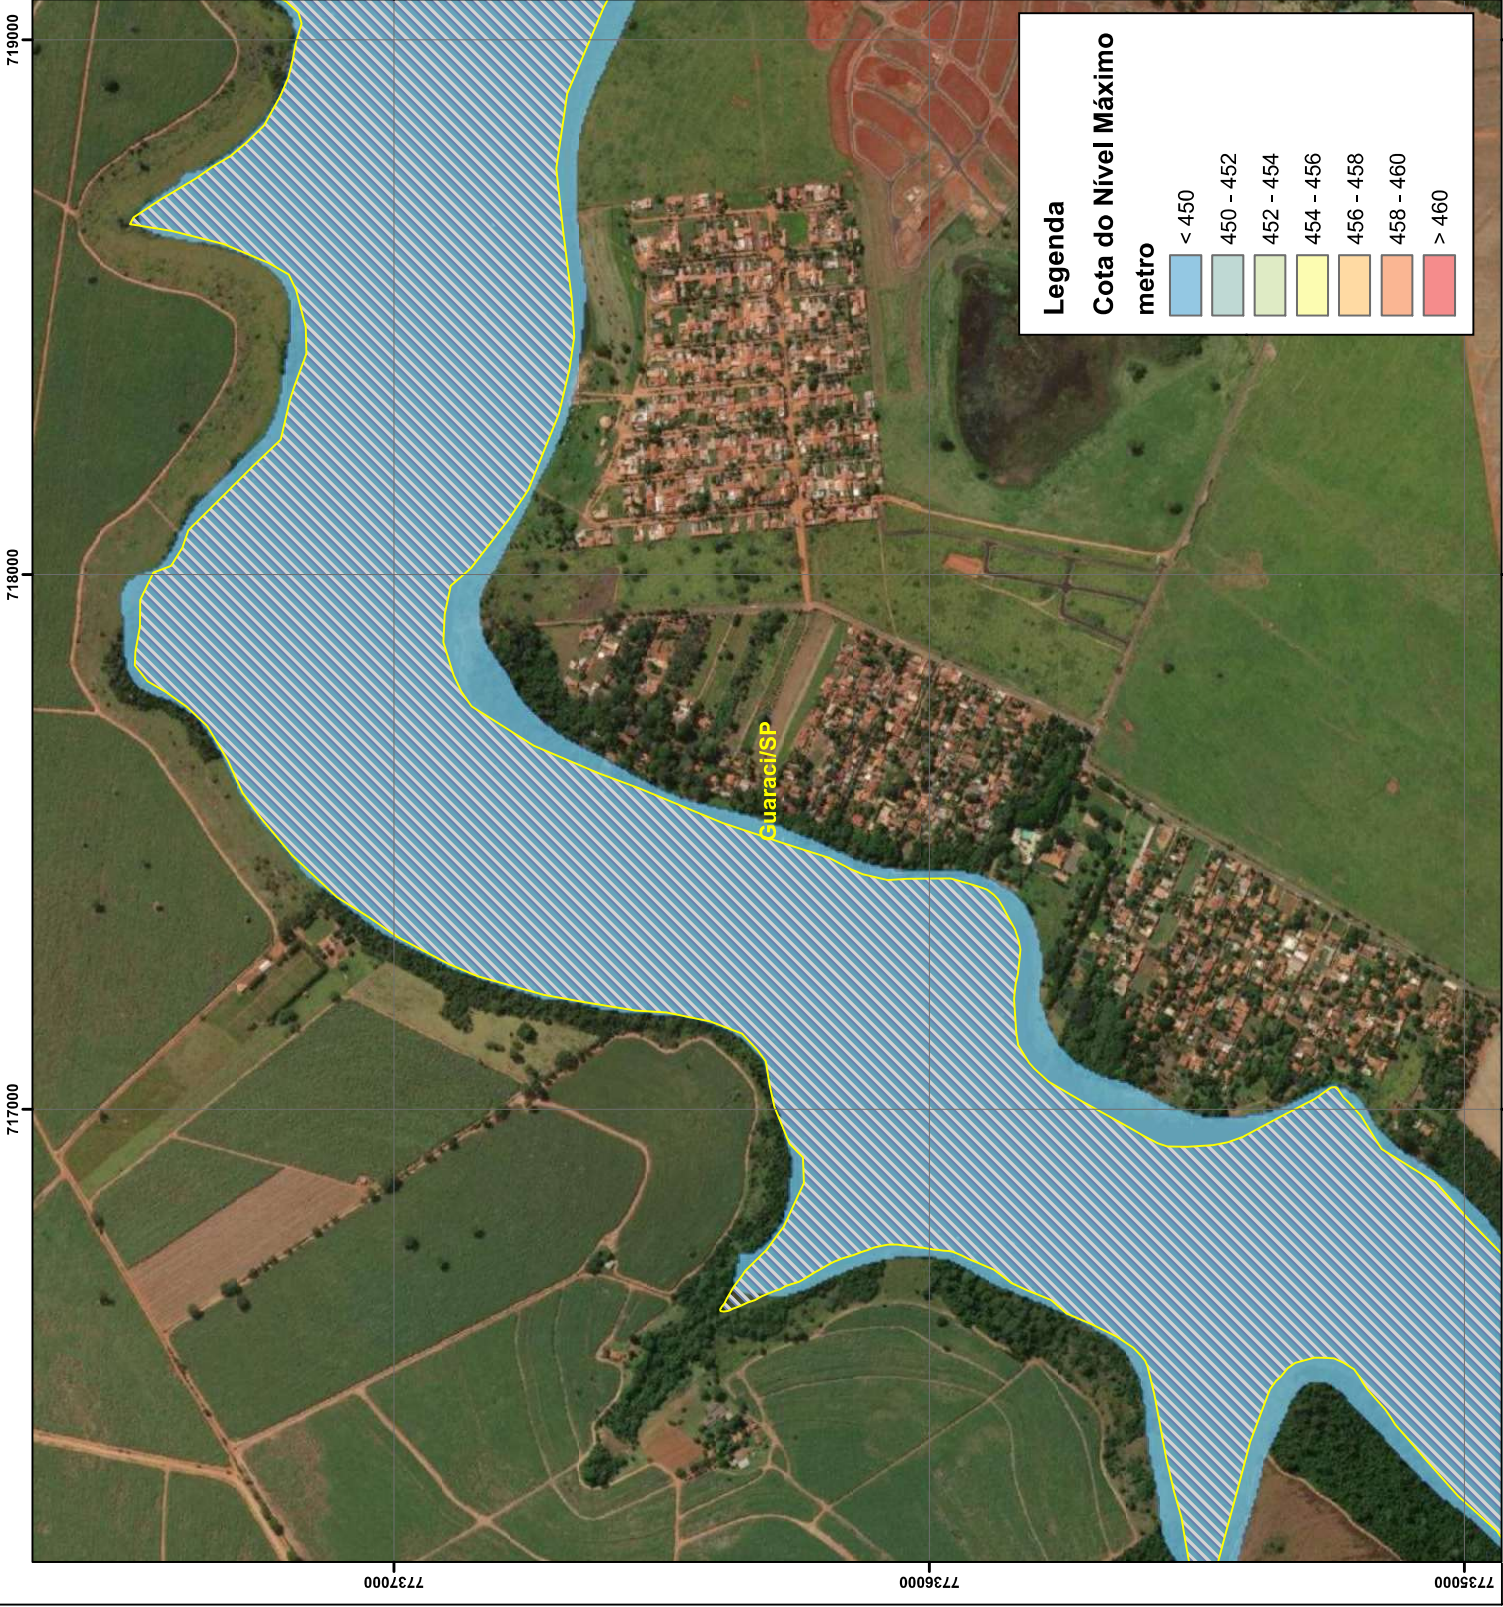 719000
718000
717000
7737000
7736000
7735000
Guaraci/SP
Legenda
Cota do Nível Máximo
metro
< 450
450 - 452
452 - 454
454 - 456
456 - 458
458 - 460
> 460